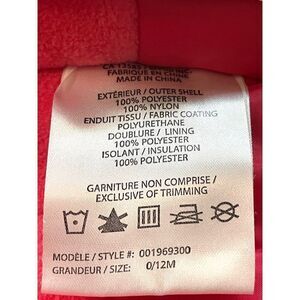 FABRIQUÉ EN CHINE
MADE IN CHINA
EXTÉRIEUR / OUTER SHELL
100% POLYESTER
100% NYLON
ENDUIT TISSU / FABRIC COATING
POLYURETHANE
DOUBLURE / LINING
100% POLYESTER
ISOLANT / INSULATION
100% POLYESTER
GARNITURE NON COMPRISE /
EXCLUSIVE OF TRIMMING
MODÈLE / STYLE #: 001969300
GRANDEUR / SIZE: 0/12M